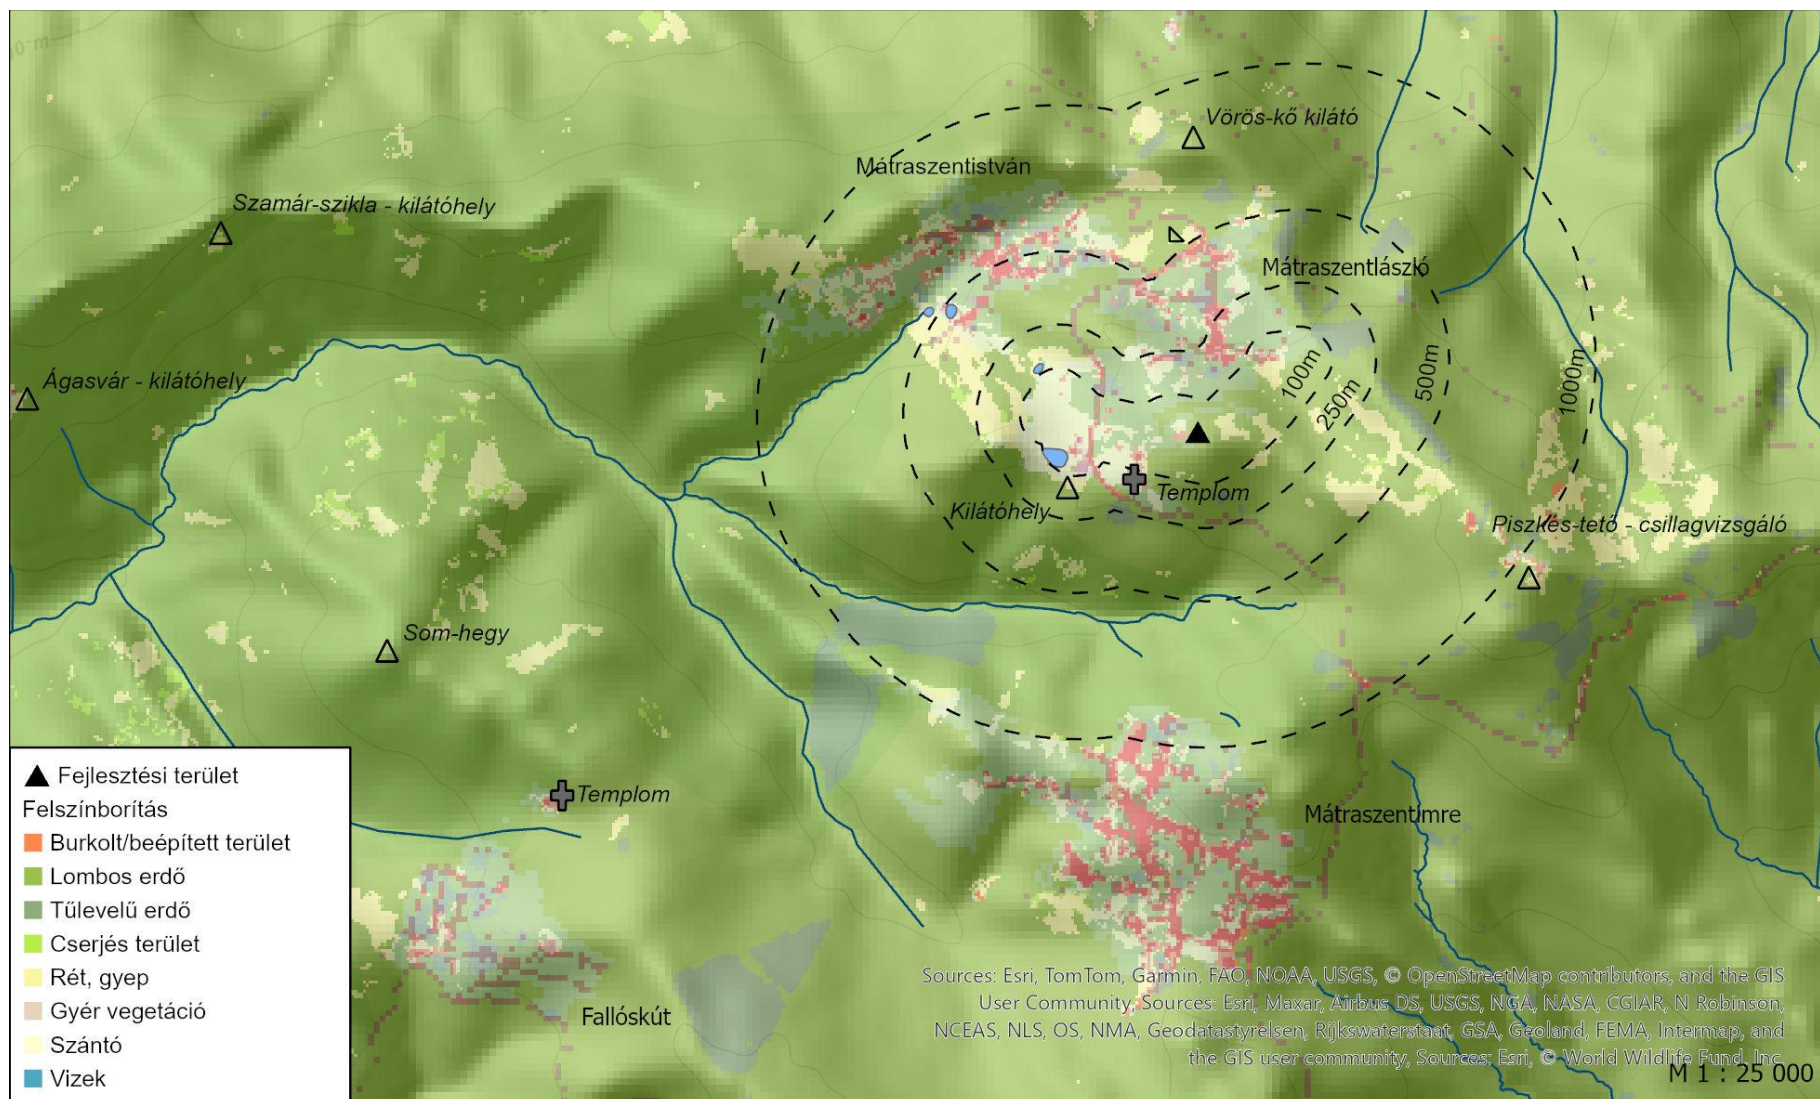 Vörös-kő kilátó
Mátraszentistván
Szamár-szikla - kilátóhely
Mátraszentlászló
Ágasvár - kilátóhely
100m
250m
500m
1000m
Templom
Kilátóhely
Piszkés-tető - csillagvizsgáló
Som-hegy
Templom
Mátraszentimre
Fallóskút
Fejlesztési terület
Felszínborítás
Burkolt/beépített terület
Lombos erdő
Tűlevelű erdő
Cserjés terület
Rét, gyep
Gyér vegetáció
Szántó
Vizek
Sources: Esri, TomTom, Garmin, FAO, NOAA, USGS, © OpenStreetMap contributors, and the GIS
User Community, Sources: Esri, Maxar, Airbus DS, USGS, NGA, NASA, CGIAR, N Robinson,
NCEAS, NLS, OS, NMA, Geodatastyrelsen, Rijkswaterstaat, GSA, Geoland, FEMA, Intermap, and
the GIS user community, Sources: Esri, © World Wildlife Fund, Inc.
M 1 : 25 000